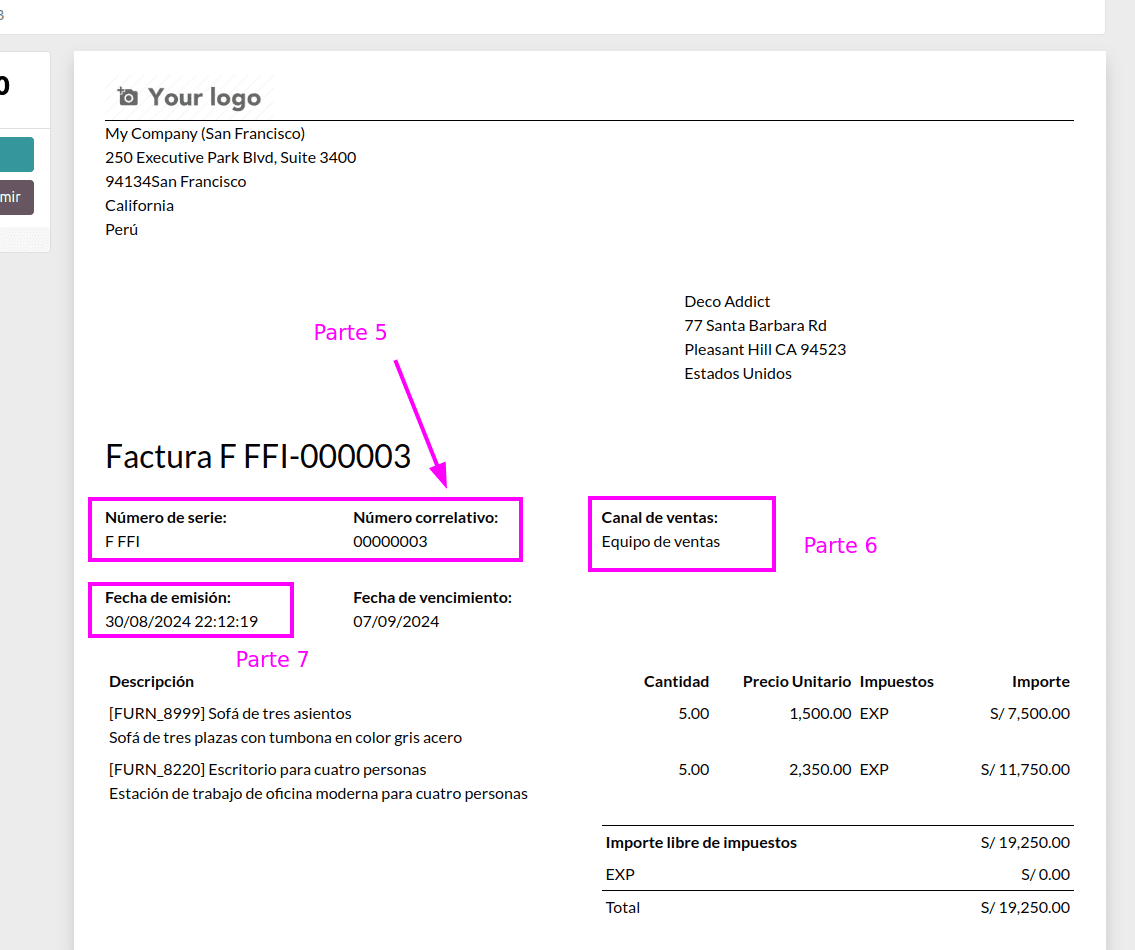 3
0
mir
Your logo
My Company (San Francisco)
250 Executive Park Blvd, Suite 3400
94134San Francisco
California
Perú
Deco Addict
77 Santa Barbara Rd
Pleasant Hill CA 94523
Estados Unidos
Parte 5
Factura F FFI-000003
Número de serie: Número correlativo: Canal de ventas:
F FFI 00000003 Equipo de ventas
Parte 6
Fecha de emisión: Fecha de vencimiento:
30/08/2024 22:12:19 07/09/2024
Parte 7
Descripción Cantidad Precio Unitario Impuestos Importe
[FURN_8999] Sofá de tres asientos 5.00 1,500.00 EXP S/ 7,500.00
Sofá de tres plazas con tumbona en color gris acero
[FURN_8220] Escritorio para cuatro personas 5.00 2,350.00 EXP S/ 11,750.00
Estación de trabajo de oficina moderna para cuatro personas
Importe libre de impuestos S/ 19,250.00
EXP S/ 0.00
Total S/ 19,250.00